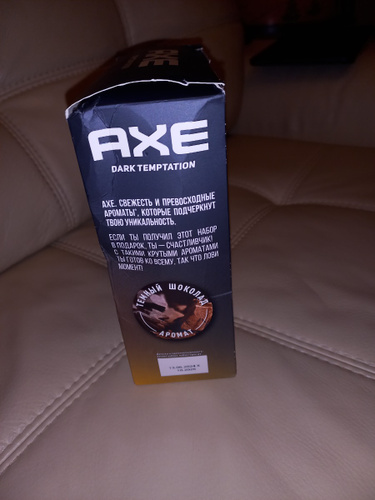 AXE
DARK TEMPTATION
AXE. СВЕЖЕСТЬ И ПРЕВОСХОДНЫЕ
АРОМАТЫ*, КОТОРЫЕ ПОДЧЕРКНУТ
ТВОЮ УНИКАЛЬНОСТЬ.
ЕСЛИ ТЫ ПОЛУЧИЛ ЭТОТ НАБОР
В ПОДАРОК, ТЫ — СЧАСТЛИВЧИК!
С ТАКИМИ КРУТЫМИ АРОМАТАМИ
ТЫ ГОТОВ КО ВСЕМУ, ТАК ЧТО ЛОВИ
МОМЕНТ!
ТЕМНЫЙ ШОКОЛАД
АРОМАТ